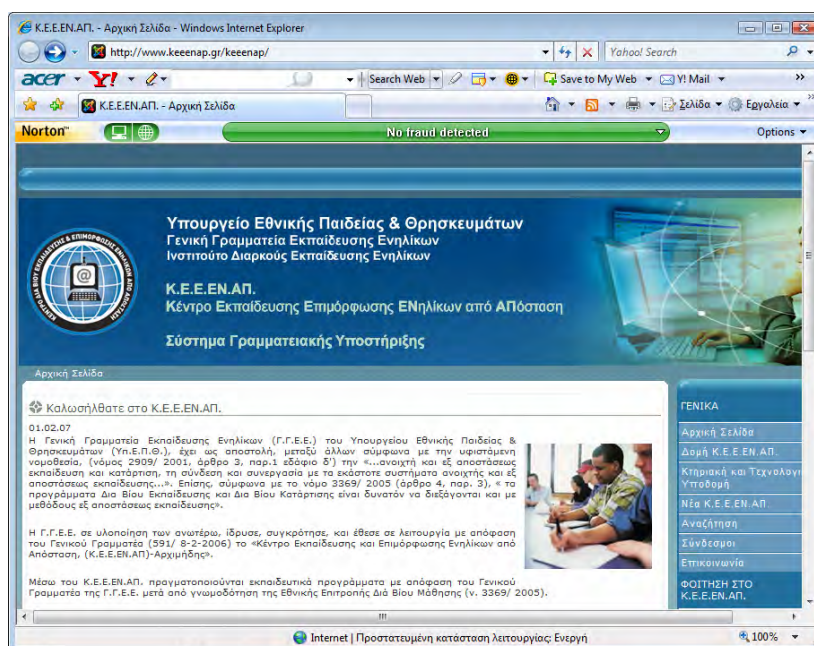 Κ.Ε.Ε.ΕΝ.ΑΠ. - Αρχική Σελίδα - Windows Internet Explorer
http://www.keeenap.gr/keeenap/
Yahoo! Search
acer Y! Search Web Save to My Web Y! Mail »
Κ.Ε.Ε.ΕΝ.ΑΠ. - Αρχική Σελίδα
Σελίδα Εργαλεία »
Norton™ No fraud detected Options
Υπουργείο Εθνικής Παιδείας & Θρησκευμάτων
Γενική Γραμματεία Εκπαίδευσης Ενηλίκων
Ινστιτούτο Διαρκούς Εκπαίδευσης Ενηλίκων
Κ.Ε.Ε.ΕΝ.ΑΠ.
Κέντρο Εκπαίδευσης Επιμόρφωσης ΕΝηλίκων από ΑΠόσταση
Σύστημα Γραμματειακής Υποστήριξης
ΚΕΝΤΡΟ ΔΙΑ ΒΙΟΥ ΕΚΠΑΙΔΕΥΣΗΣ & ΕΠΙΜΟΡΦΩΣΗΣ ΕΝΗΛΙΚΩΝ ΑΠΟ ΑΠΟΣΤΑΣΗ
@
Αρχική Σελίδα
Καλωσήλθατε στο Κ.Ε.Ε.ΕΝ.ΑΠ.
01.02.07
Η Γενική Γραμματεία Εκπαίδευσης Ενηλίκων (Γ.Γ.Ε.Ε.) του Υπουργείου Εθνικής Παιδείας &
Θρησκευμάτων (Υπ.Ε.Π.Θ.), έχει ως αποστολή, μεταξύ άλλων σύμφωνα με την υφιστάμενη
νομοθεσία, (νόμος 2909/ 2001, άρθρο 3, παρ.1 εδάφιο δ') την «...ανοιχτή και εξ αποστάσεως
εκπαίδευση και κατάρτιση, τη σύνδεση και συνεργασία με τα εκάστοτε συστήματα ανοιχτής και εξ
αποστάσεως εκπαίδευσης...». Επίσης, σύμφωνα με το νόμο 3369/ 2005 (άρθρο 4, παρ. 3), « τα
προγράμματα Δια Βίου Εκπαίδευσης και Δια Βίου Κατάρτισης είναι δυνατόν να διεξάγονται και με
μεθόδους εξ αποστάσεως εκπαίδευσης».
Η Γ.Γ.Ε.Ε. σε υλοποίηση των ανωτέρω, ίδρυσε, συγκρότησε, και έθεσε σε λειτουργία με απόφαση
του Γενικού Γραμματέα (591/ 8-2-2006) το «Κέντρο Εκπαίδευσης και Επιμόρφωσης Ενηλίκων από
Απόσταση, (Κ.Ε.Ε.ΕΝ.ΑΠ)-Αρχιμήδης».
Μέσω του Κ.Ε.Ε.ΕΝ.ΑΠ. πραγματοποιούνται εκπαιδευτικά προγράμματα με απόφαση του Γενικού
Γραμματέα της Γ.Γ.Ε.Ε. μετά από γνωμοδότηση της Εθνικής Επιτροπής Διά Βίου Μάθησης (ν. 3369/ 2005).
ΓΕΝΙΚΑ
Αρχική Σελίδα
Δομή Κ.Ε.Ε.ΕΝ.ΑΠ.
Κτηριακή και Τεχνολογι
Υποδομή
Νέα Κ.Ε.Ε.ΕΝ.ΑΠ.
Αναζήτηση
Σύνδεσμοι
Επικοινωνία
ΦΟΙΤΗΣΗ ΣΤΟ
Κ.Ε.Ε.ΕΝ.ΑΠ.
Internet | Προστατευμένη κατάσταση λειτουργίας: Ενεργή
100%